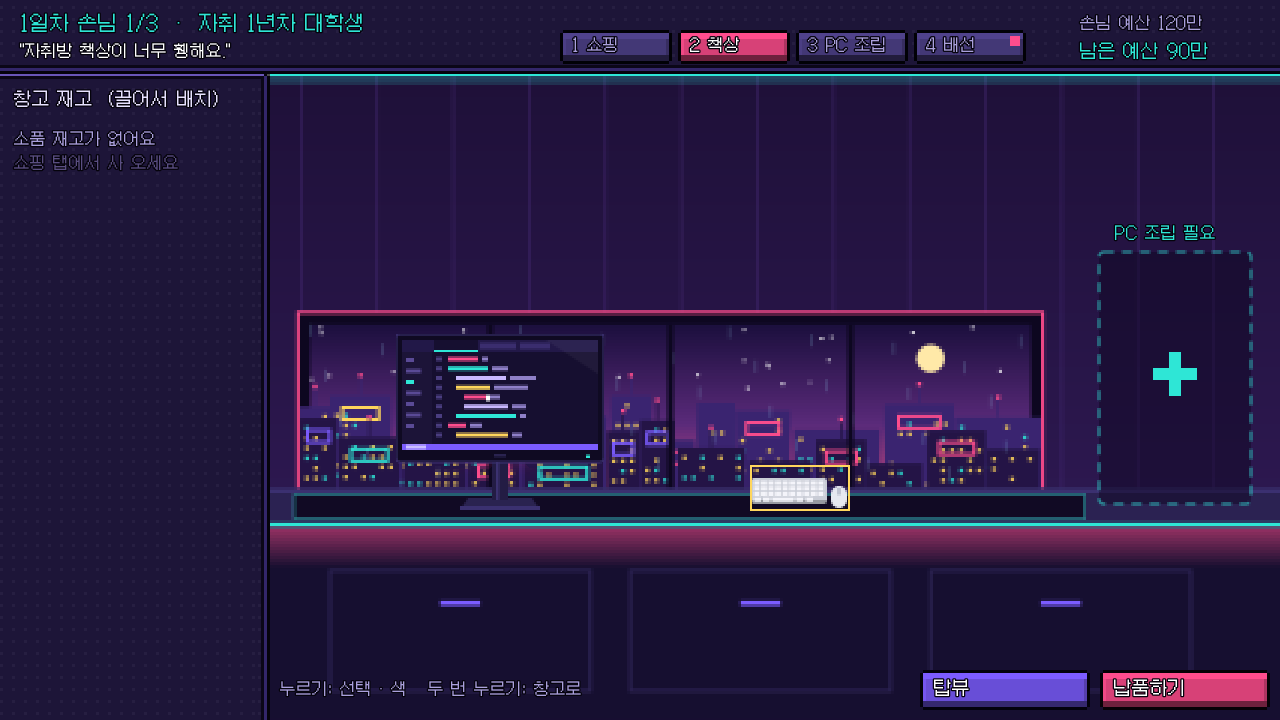 1일차 손님 1/3 · 자취 1년차 대학생
"자취방 책상이 너무 휑해요."
1 쇼핑
2 책상
3 PC 조립
4 배선
손님 예산 120만
남은 예산 90만
창고 재고 (끌어서 배치)
소품 재고가 없어요
쇼핑 탭에서 사 오세요
PC 조립 필요
누르기: 선택 · 색 두 번 누르기: 창고로
탑뷰
납품하기